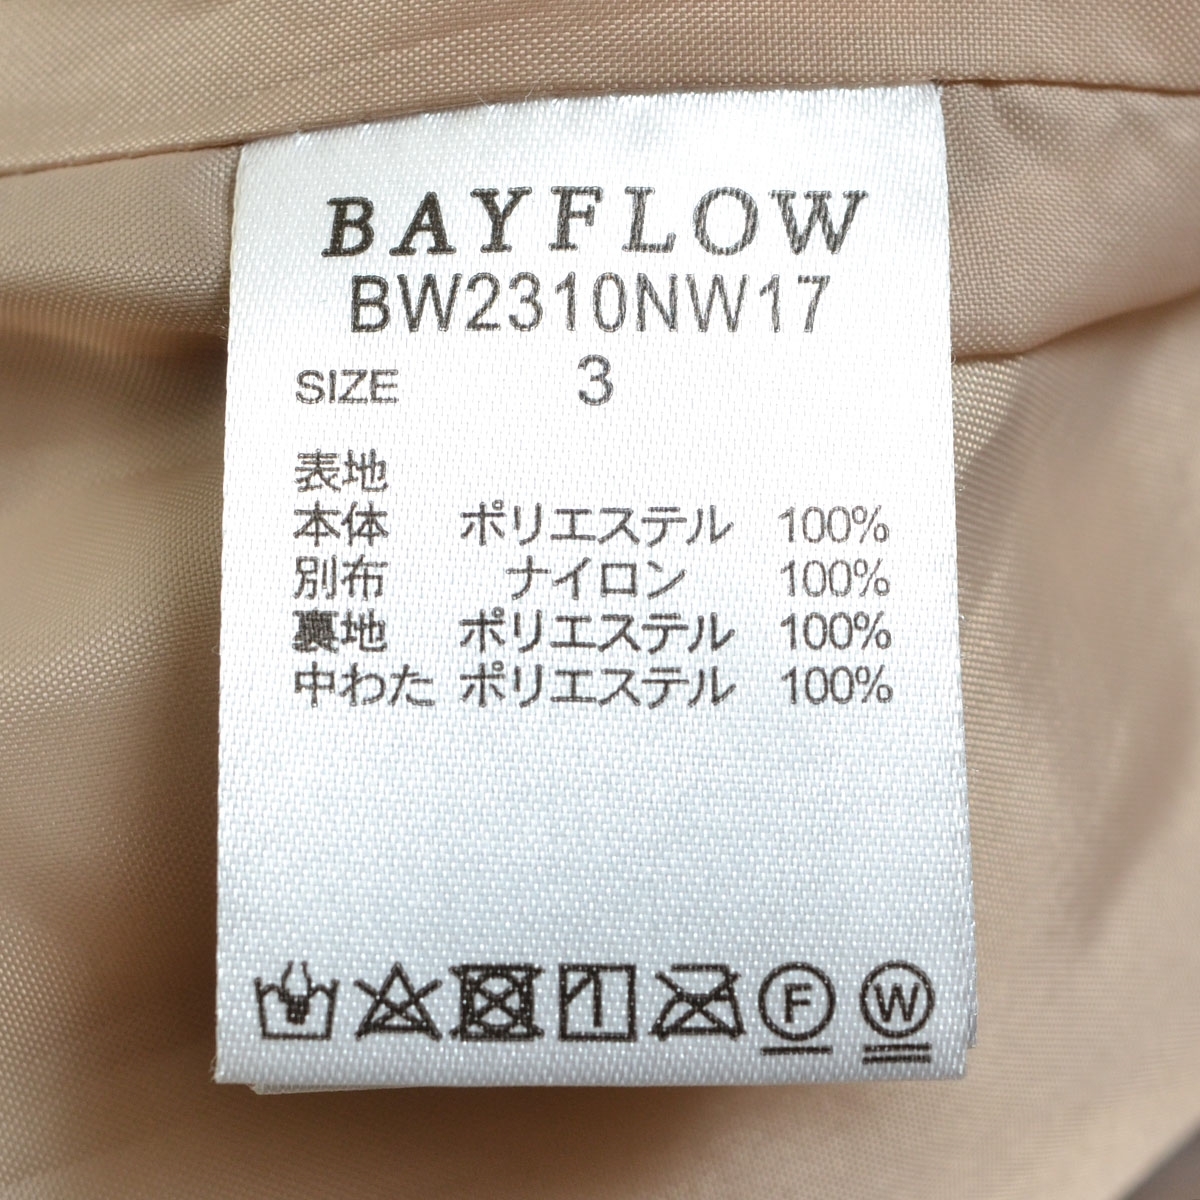 BAYFLOW
BW2310NW17
SIZE 3
表地
本体 ポリエステル 100%
別布 ナイロン 100%
裏地 ポリエステル 100%
中わた ポリエステル 100%
F W